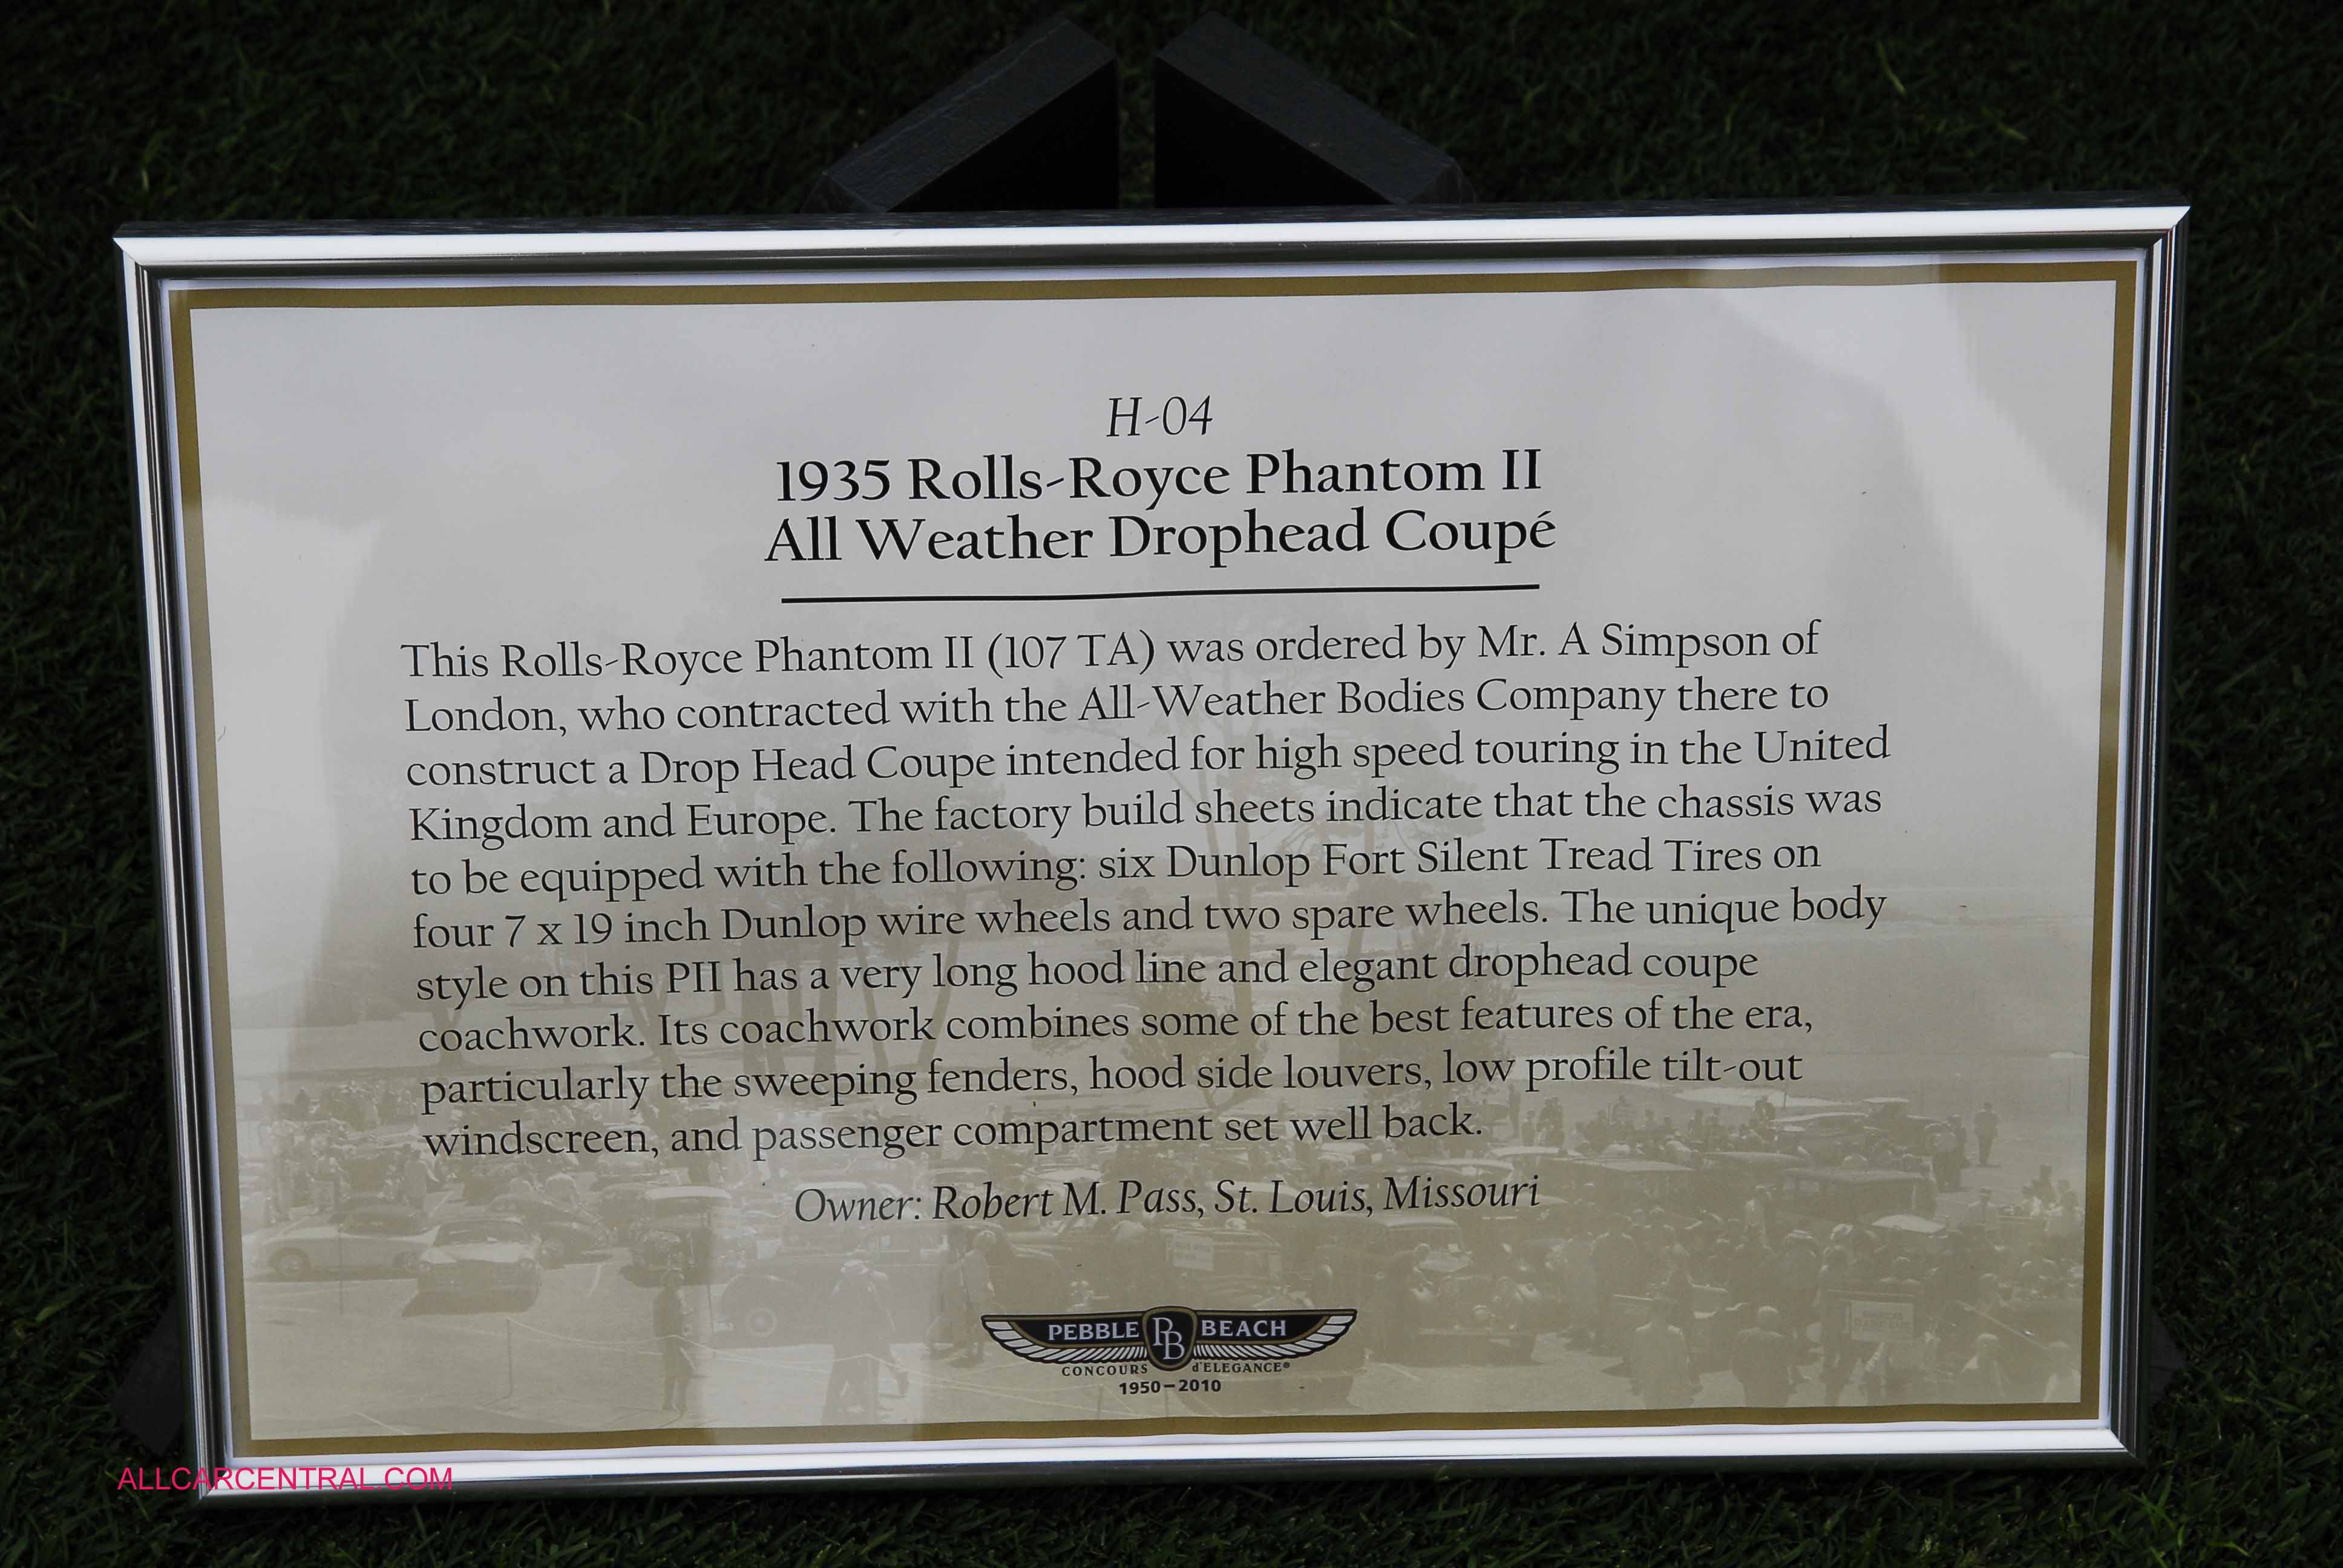 H-04
1935 Rolls-Royce Phantom II
All Weather Drophead Coupé
This Rolls-Royce Phantom II (107 TA) was ordered by Mr. A Simpson of
London, who contracted with the All-Weather Bodies Company there to
construct a Drop Head Coupe intended for high speed touring in the United
Kingdom and Europe. The factory build sheets indicate that the chassis was
to be equipped with the following: six Dunlop Fort Silent Tread Tires on
four 7 x 19 inch Dunlop wire wheels and two spare wheels. The unique body
style on this PII has a very long hood line and elegant drophead coupe
coachwork. Its coachwork combines some of the best features of the era,
particularly the sweeping fenders, hood side louvers, low profile tilt-out
windscreen, and passenger compartment set well back.
Owner: Robert M. Pass, St. Louis, Missouri
PEBBLE PB BEACH
CONCOURS d'ELEGANCE®
1950-2010
ALLCARCENTRAL.COM